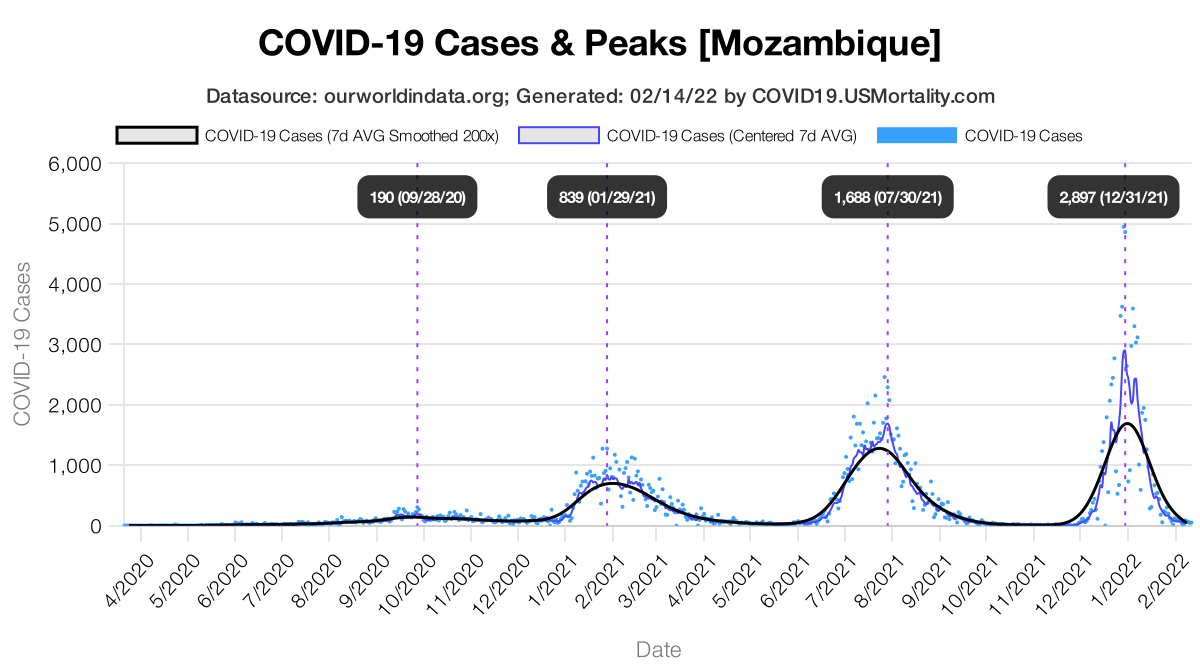 COVID-19 Cases & Peaks [Mozambique]
Datasource: ourworldindata.org; Generated: 02/14/22 by COVID19.USMortality.com
COVID-19 Cases (7d AVG Smoothed 200x) COVID-19 Cases (Centered 7d AVG) COVID-19 Cases
6,000
190 (09/28/20) 839 (01/29/21) 1,688 (07/30/21) 2,897 (12/31/21)
5,000
4,000
3,000
2,000
1,000
0
COVID-19 Cases
4/2020 5/2020 6/2020 7/2020 8/2020 9/2020 10/2020 11/2020 12/2020 1/2021 2/2021 3/2021 4/2021 5/2021 6/2021 7/2021 8/2021 9/2021 10/2021 11/2021 12/2021 1/2022 2/2022
Date